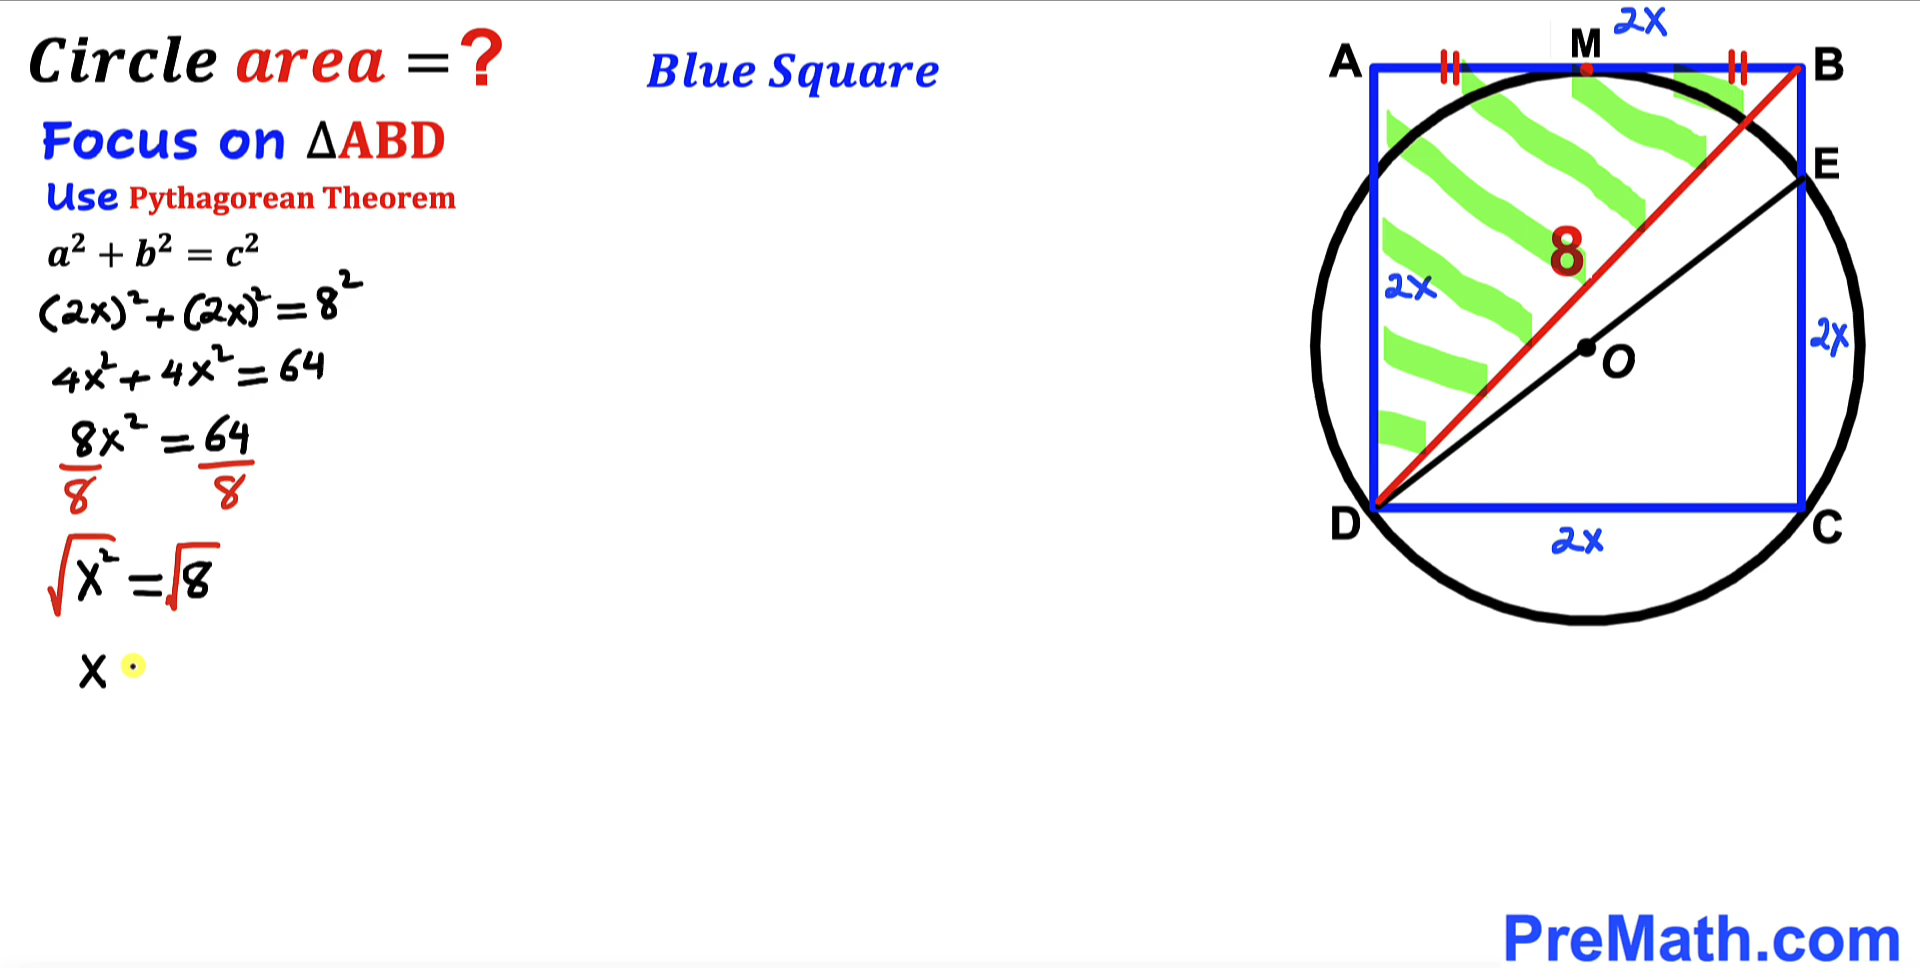 Circle area = ?
Blue Square
Focus on ΔABD
Use Pythagorean Theorem
a² + b² = c²
(2x)² + (2x)² = 8²
4x² + 4x² = 64
8x² = 64
8 8
√x² = √8
x
2x
A M B
E
8
2x
O
2x
D C
2x
PreMath.com